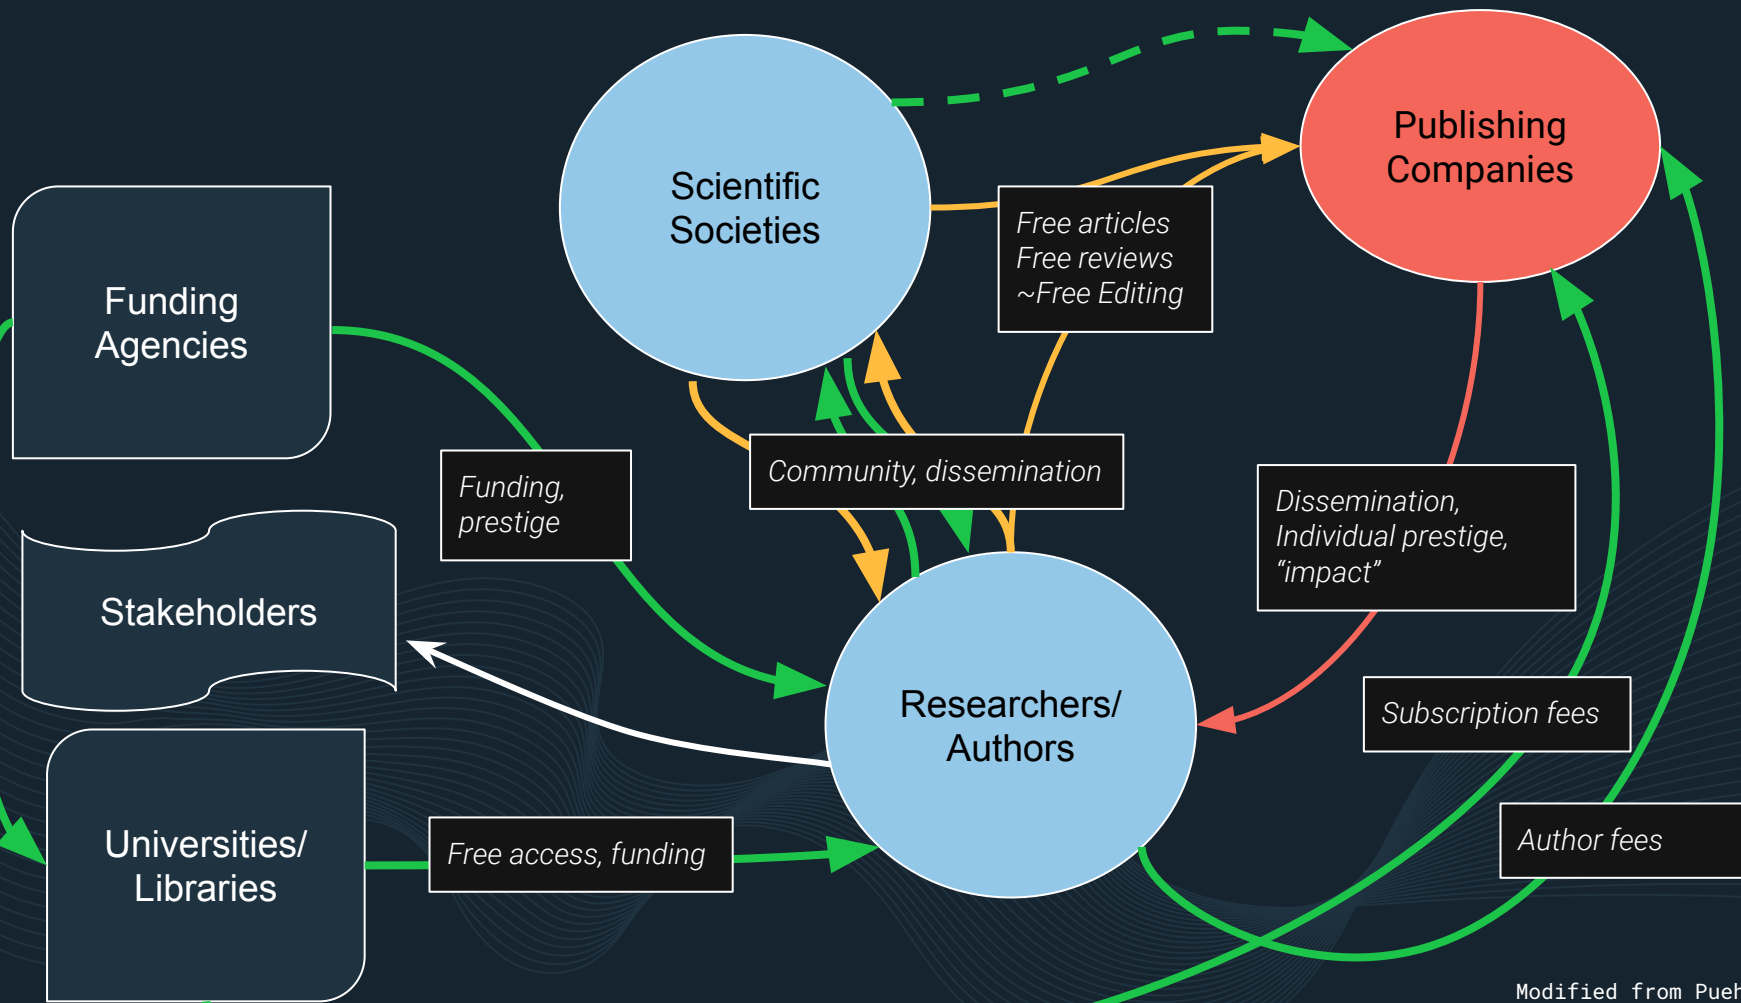 Scientific
Societies
Publishing
Companies
Free articles
Free reviews
~Free Editing
Funding
Agencies
Funding,
prestige
Community, dissemination
Dissemination,
Individual prestige,
“impact”
Stakeholders
Researchers/
Authors
Subscription fees
Universities/
Libraries
Free access, funding
Author fees
Modified from